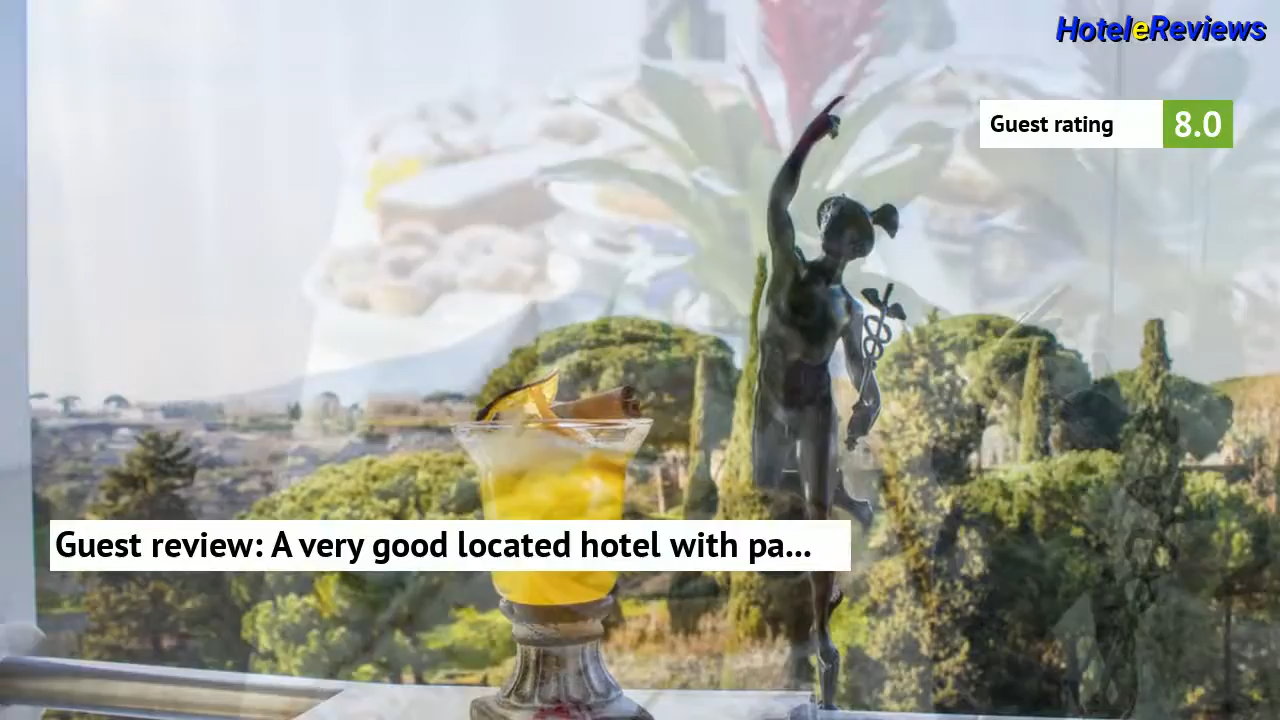 HoteleReviews
Guest rating 8.0
Guest review: A very good located hotel with pa...